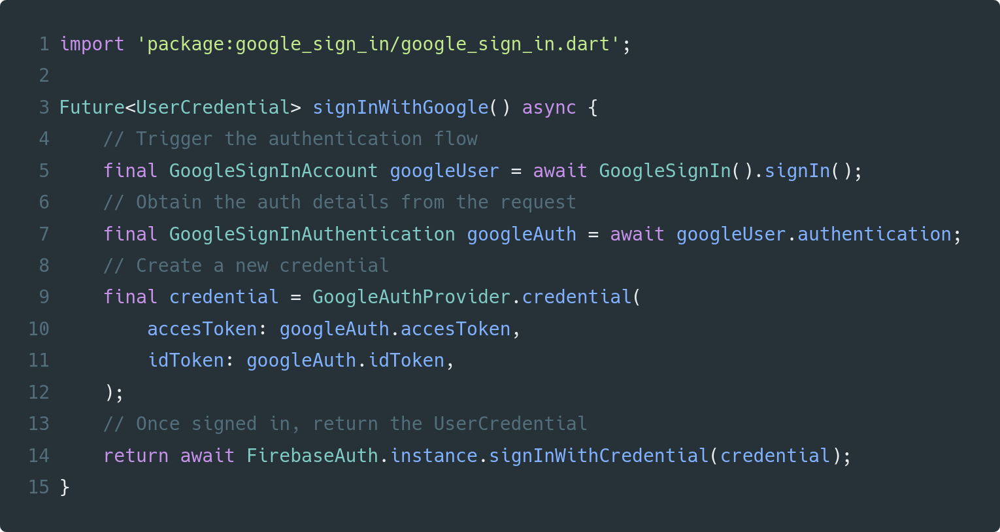 1 import 'package:google_sign_in/google_sign_in.dart';
2
3 Future<UserCredential> signInWithGoogle() async {
4     // Trigger the authentication flow
5     final GoogleSignInAccount googleUser = await GoogleSignIn().signIn();
6     // Obtain the auth details from the request
7     final GoogleSignInAuthentication googleAuth = await googleUser.authentication;
8     // Create a new credential
9     final credential = GoogleAuthProvider.credential(
10         accesToken: googleAuth.accesToken,
11         idToken: googleAuth.idToken,
12     );
13     // Once signed in, return the UserCredential
14     return await FirebaseAuth.instance.signInWithCredential(credential);
15 }